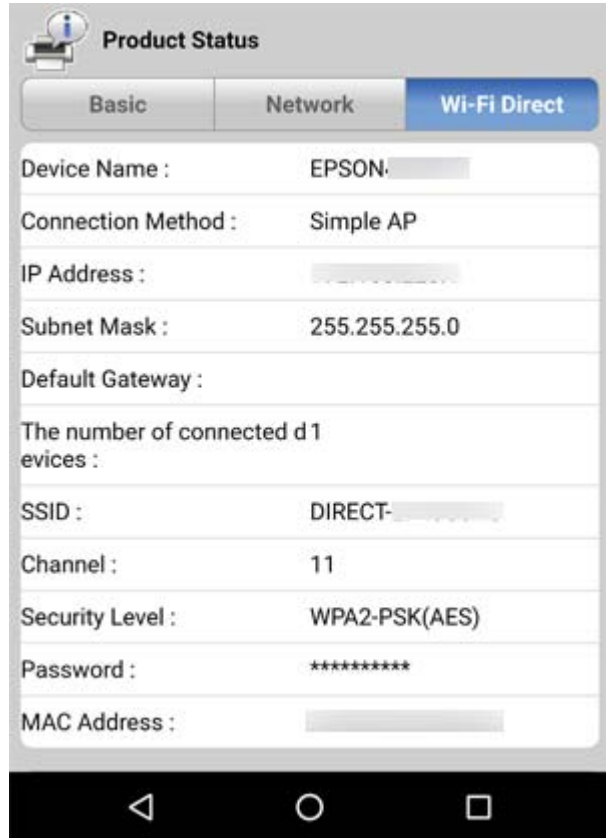 Product Status
Basic Network Wi-Fi Direct
Device Name : EPSON
Connection Method : Simple AP
IP Address :
Subnet Mask : 255.255.255.0
Default Gateway :
The number of connected d 1
evices :
SSID : DIRECT-
Channel : 11
Security Level : WPA2-PSK(AES)
Password : **********
MAC Address :